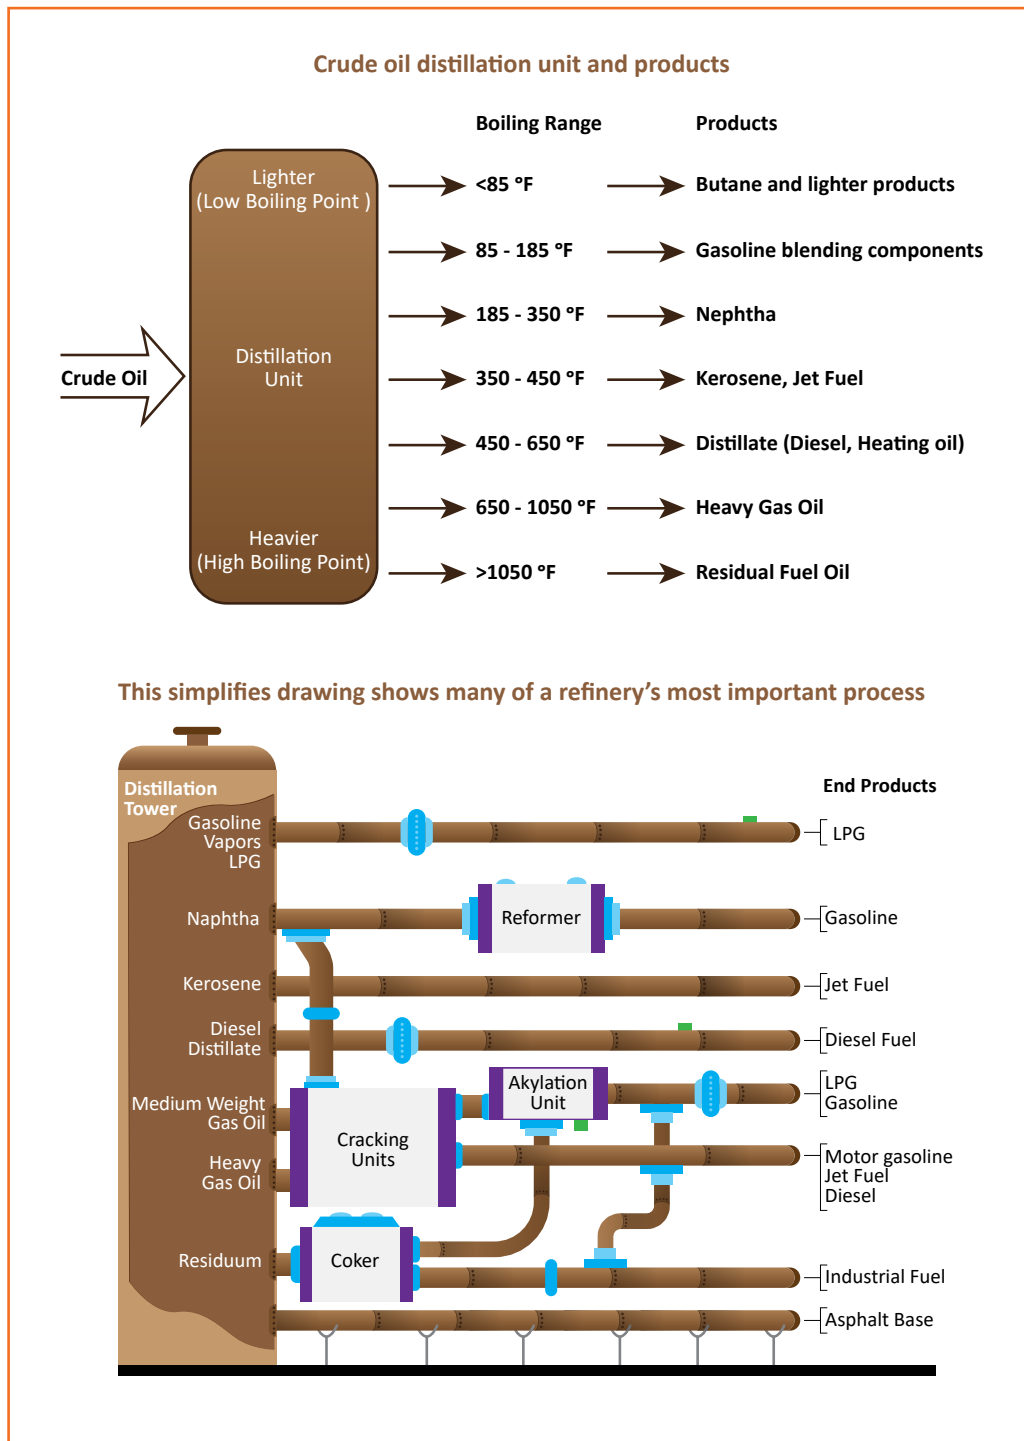 Crude oil distillation unit and products
Boiling Range
Products
Lighter
(Low Boiling Point )
<85 °F
Butane and lighter products
85 - 185 °F
Gasoline blending components
185 - 350 °F
Nephtha
Crude Oil
Distillation
Unit
350 - 450 °F
Kerosene, Jet Fuel
450 - 650 °F
Distillate (Diesel, Heating oil)
650 - 1050 °F
Heavy Gas Oil
Heavier
(High Boiling Point)
>1050 °F
Residual Fuel Oil
This simplifies drawing shows many of a refinery's most important process
Distillation
Tower
End Products
Gasoline
Vapors
LPG
LPG
Naphtha
Reformer
Gasoline
Kerosene
Jet Fuel
Diesel
Distillate
Diesel Fuel
Medium Weight
Gas Oil
Akylation
Unit
LPG
Gasoline
Cracking
Units
Heavy
Gas Oil
Motor gasoline
Jet Fuel
Diesel
Residuum
Coker
Industrial Fuel
Asphalt Base